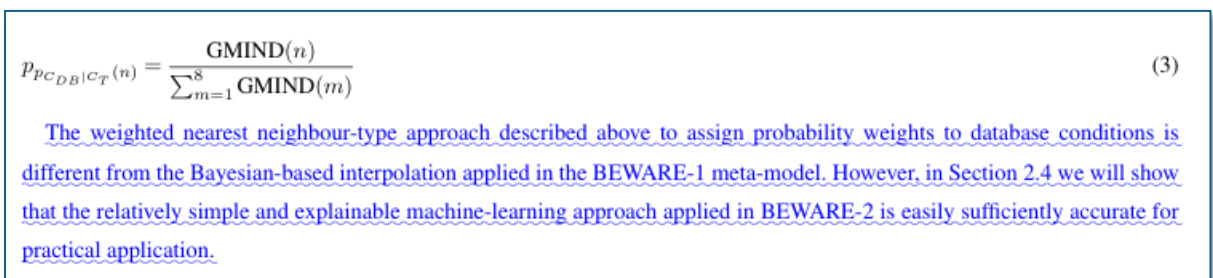 p_{p_{C_{DB}|C_T}(n)} = \frac{GMIND(n)}{\sum_{m=1}^{8} GMIND(m)} (3)
The weighted nearest neighbour-type approach described above to assign probability weights to database conditions is
different from the Bayesian-based interpolation applied in the BEWARE-1 meta-model. However, in Section 2.4 we will show
that the relatively simple and explainable machine-learning approach applied in BEWARE-2 is easily sufficiently accurate for
practical application.